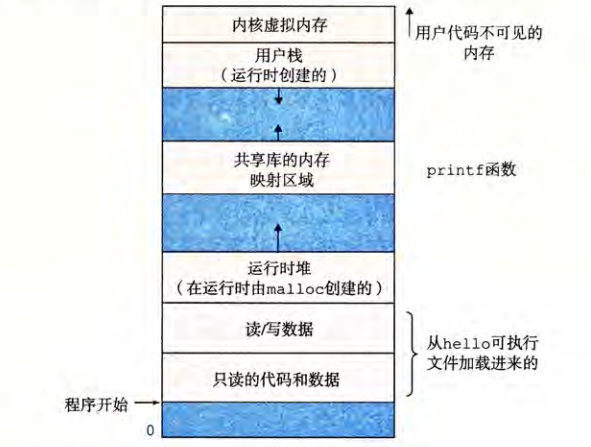 内核虚拟内存
用户代码不可见的
内存
用户栈
（运行时创建的）
共享库的内存
映射区域
printf函数
运行时堆
（在运行时由malloc创建的）
读/写数据
从hello可执行
文件加载进来的
只读的代码和数据
程序开始
0